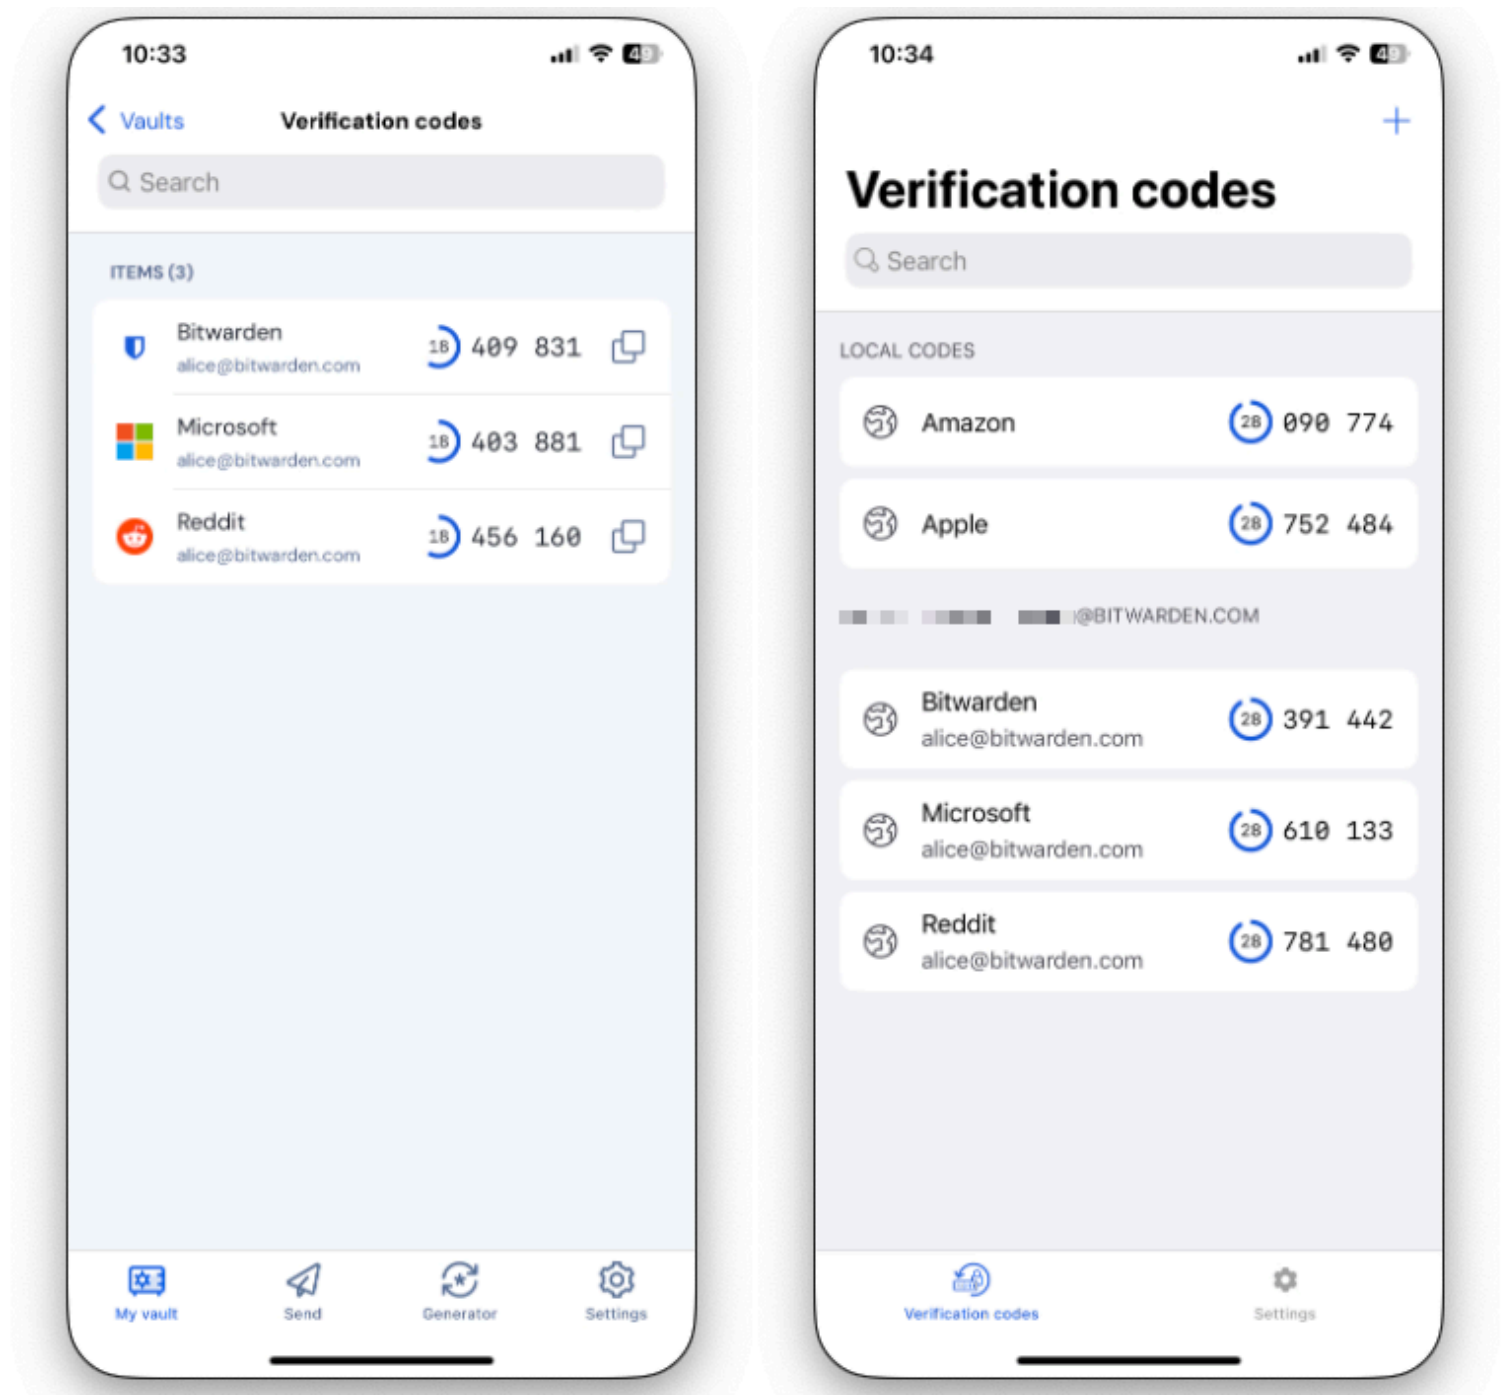 10:33
49
Vaults
Verification codes
Search
ITEMS (3)
Bitwarden
alice@bitwarden.com
18
409 831
Microsoft
alice@bitwarden.com
18
403 881
Reddit
alice@bitwarden.com
18
456 160
My vault
Send
Generator
Settings
10:34
49
Verification codes
Search
LOCAL CODES
Amazon
28
090 774
Apple
28
752 484
@BITWARDEN.COM
Bitwarden
alice@bitwarden.com
28
391 442
Microsoft
alice@bitwarden.com
28
610 133
Reddit
alice@bitwarden.com
28
781 480
Verification codes
Settings